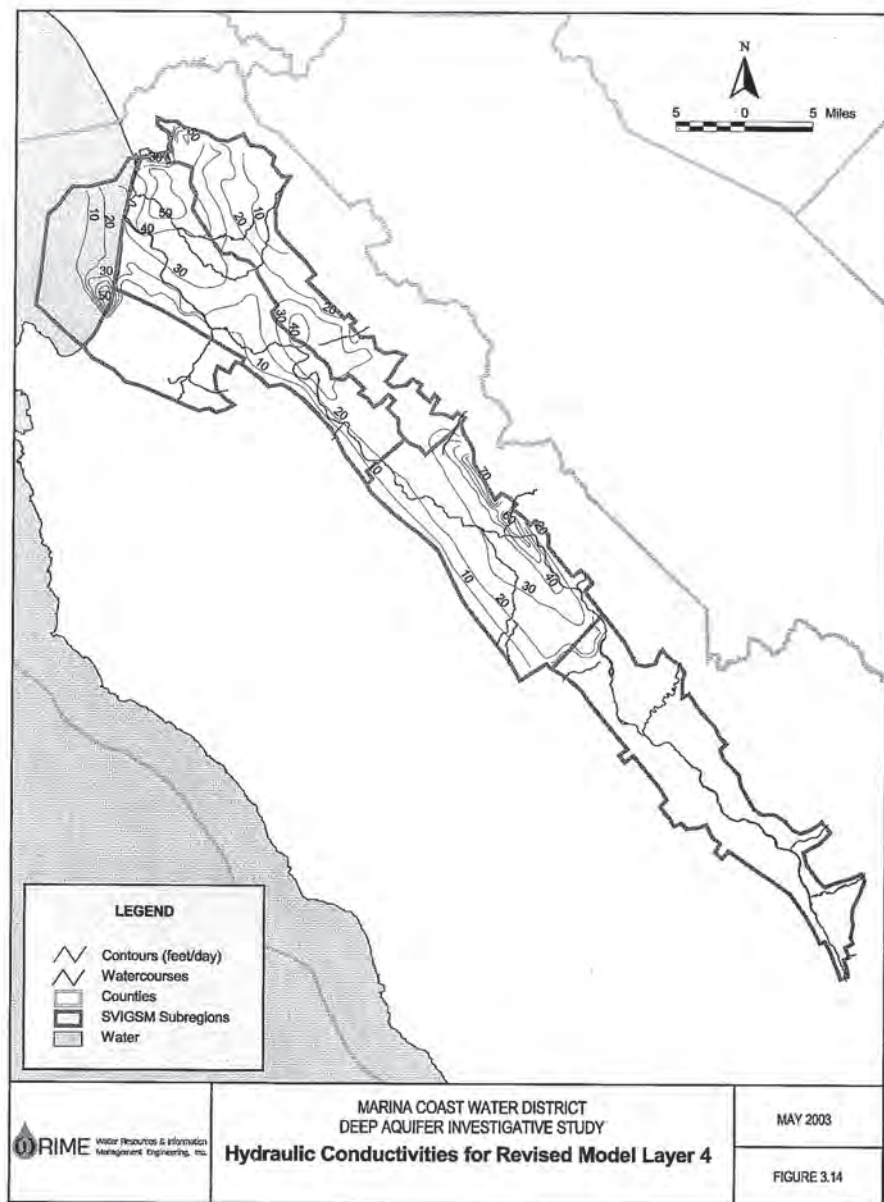 N
5 0 5 Miles
50
30
10
20
50
40
20
10
30
30
50
30
20
30
40
10
20
10
70
60
10
20
30
40
LEGEND
Contours (feet/day)
Watercourses
Counties
SVIGSM Subregions
Water
RIME Water Resources & Information
Management Engineering, Inc.
MARINA COAST WATER DISTRICT
DEEP AQUIFER INVESTIGATIVE STUDY
Hydraulic Conductivities for Revised Model Layer 4
MAY 2003
FIGURE 3.14